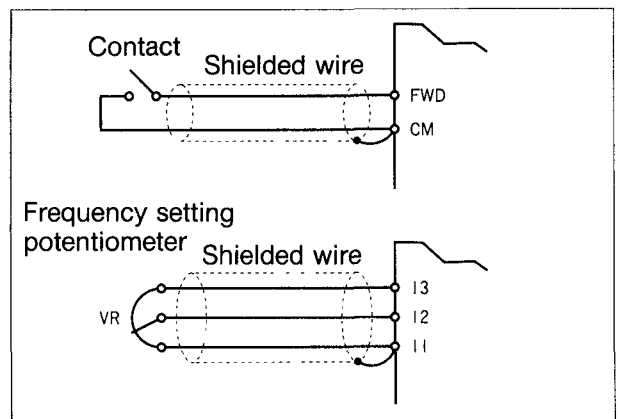 Contact
Shielded wire
FWD
CM
Frequency setting
potentiometer
Shielded wire
VR
13
12
11